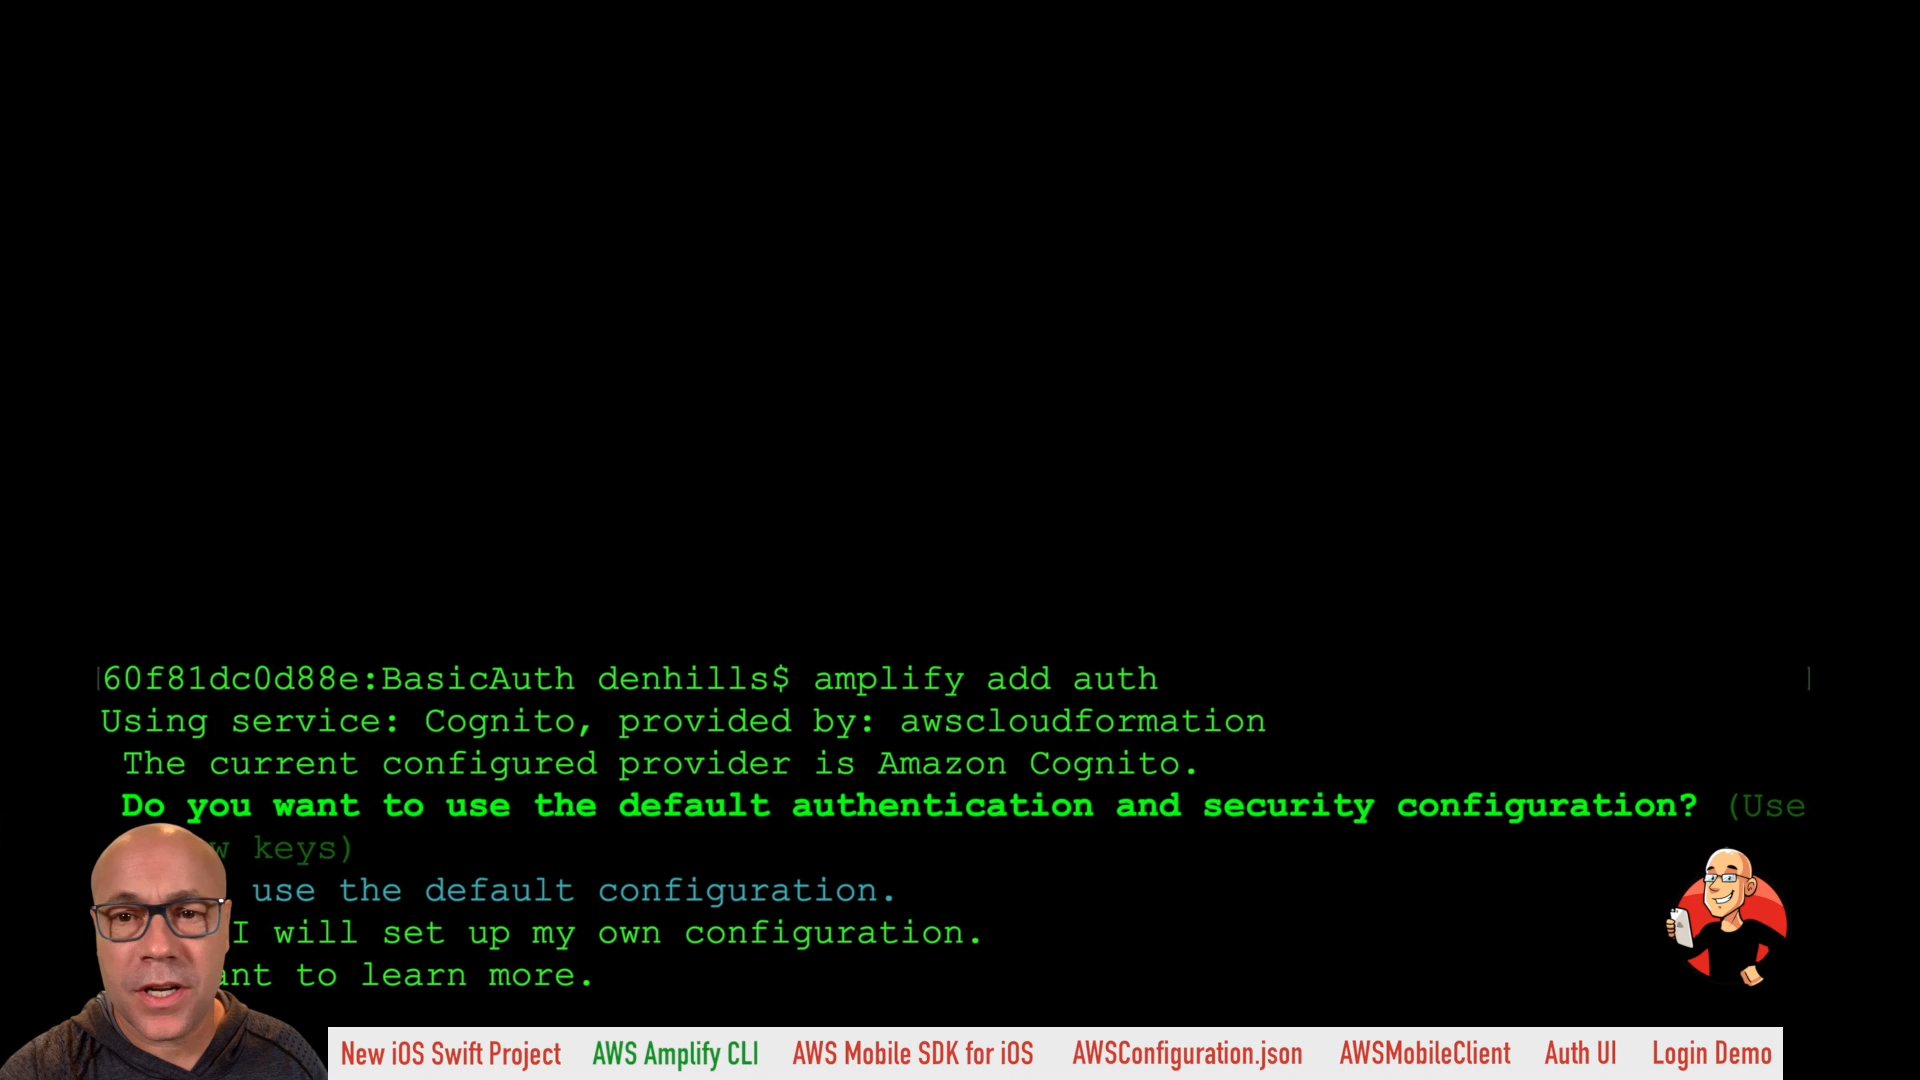 60f81dc0d88e:BasicAuth denhills$ amplify add auth
Using service: Cognito, provided by: awscloudformation
The current configured provider is Amazon Cognito.
Do you want to use the default authentication and security configuration? (Use
w keys)
use the default configuration.
I will set up my own configuration.
ant to learn more.
New iOS Swift Project AWS Amplify CLI AWS Mobile SDK for iOS AWSConfiguration.json AWSMobileClient Auth UI Login Demo